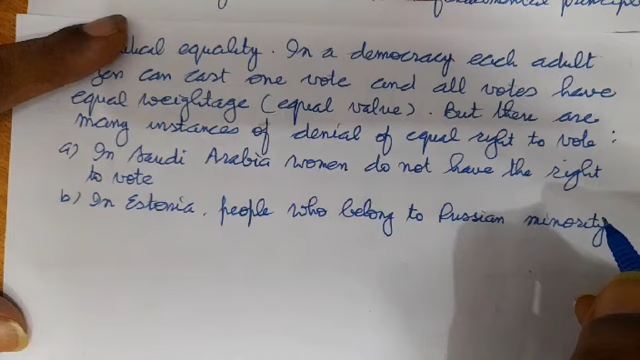 equality. In a democracy each adult
can cast one vote and all votes have
equal weightage (equal value). But there are
many instances of denial of equal right to vote:
a) In Saudi Arabia women do not have the right
to vote
b) In Estonia, people who belong to Russian minority